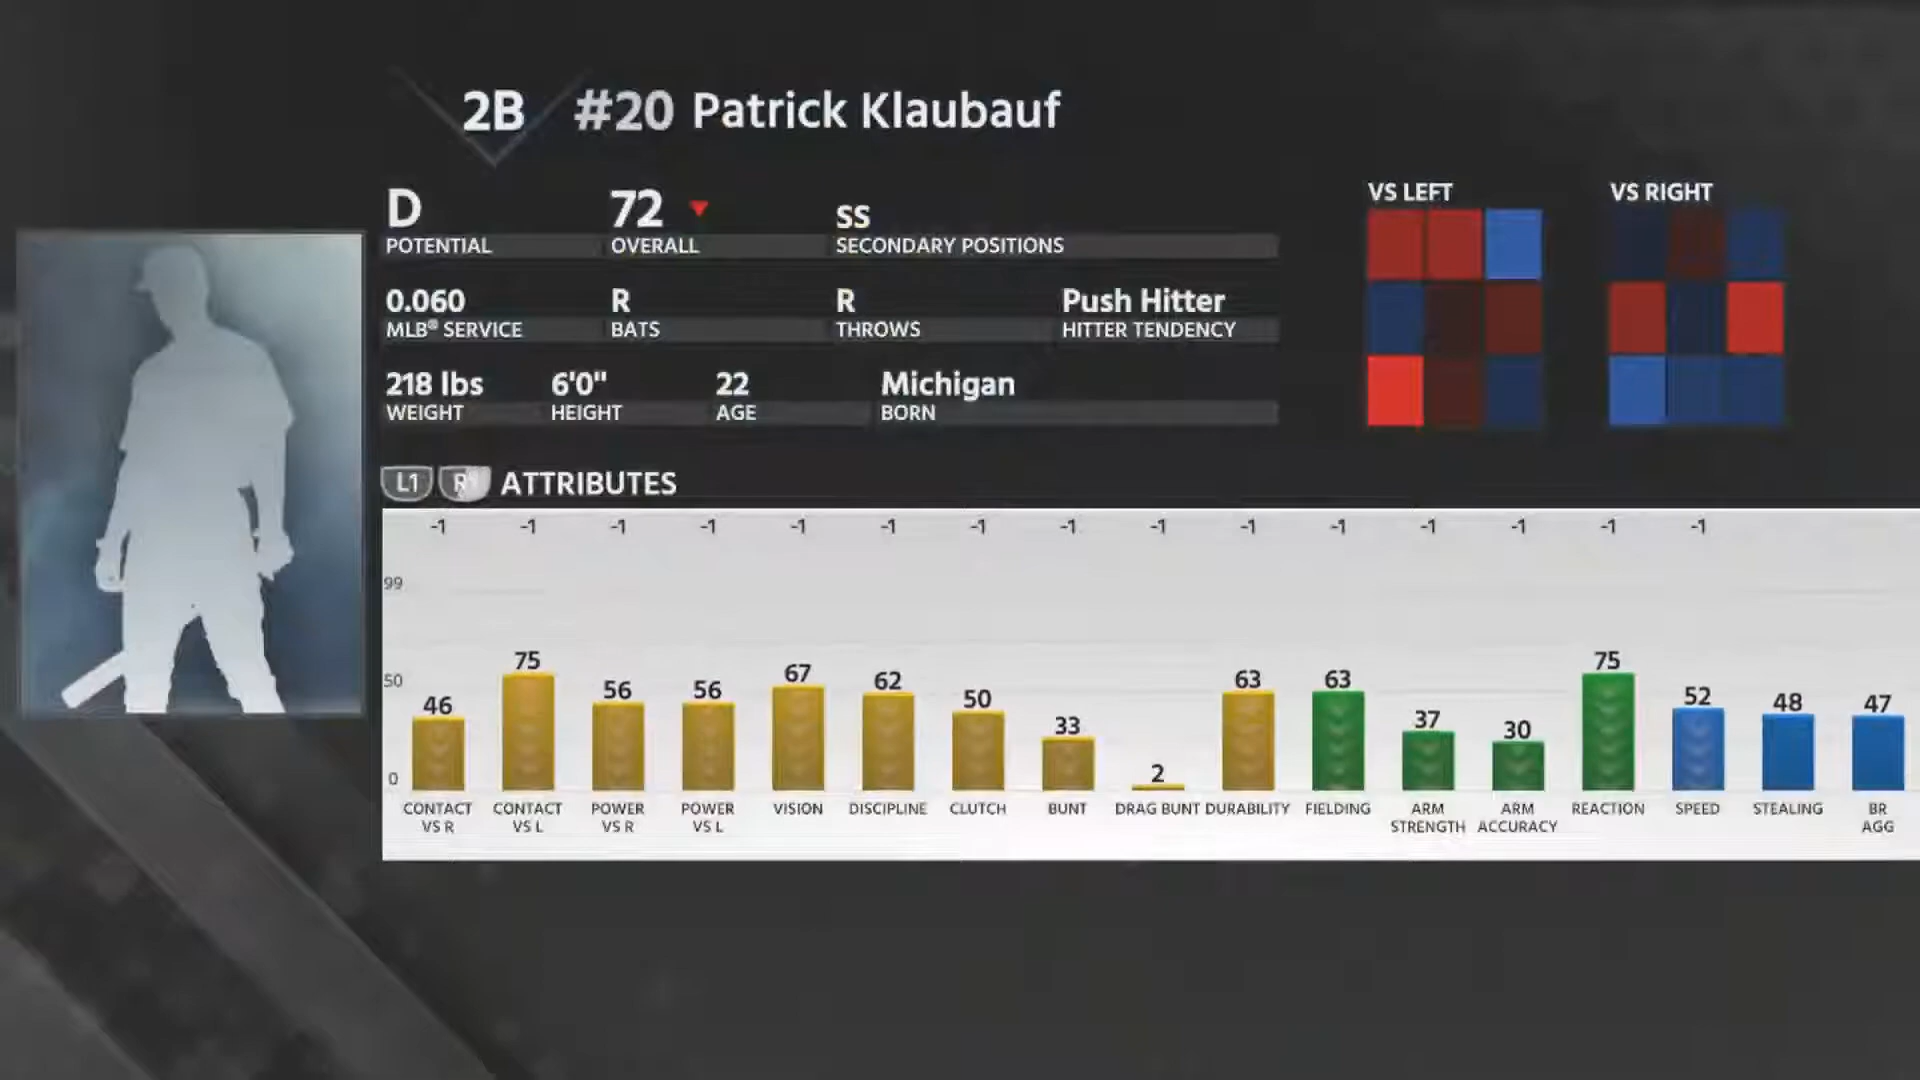 2B #20 Patrick Klaubauf
D 72 SS
POTENTIAL OVERALL SECONDARY POSITIONS
0.060 R R Push Hitter
MLB® SERVICE BATS THROWS HITTER TENDENCY
218 lbs 6'0" 22 Michigan
WEIGHT HEIGHT AGE BORN
VS LEFT VS RIGHT
L1 ATTRIBUTES
-1 -1 -1 -1 -1 -1 -1 -1 -1 -1 -1 -1 -1 -1 -1
99
50
0
46 75 56 56 67 62 50 33 2 63 63 37 30 75 52 48 47
CONTACT VS R
CONTACT VS L
POWER VS R
POWER VS L
VISION
DISCIPLINE
CLUTCH
BUNT
DRAG BUNT
DURABILITY
FIELDING
ARM STRENGTH
ARM ACCURACY
REACTION
SPEED
STEALING
BR AGG